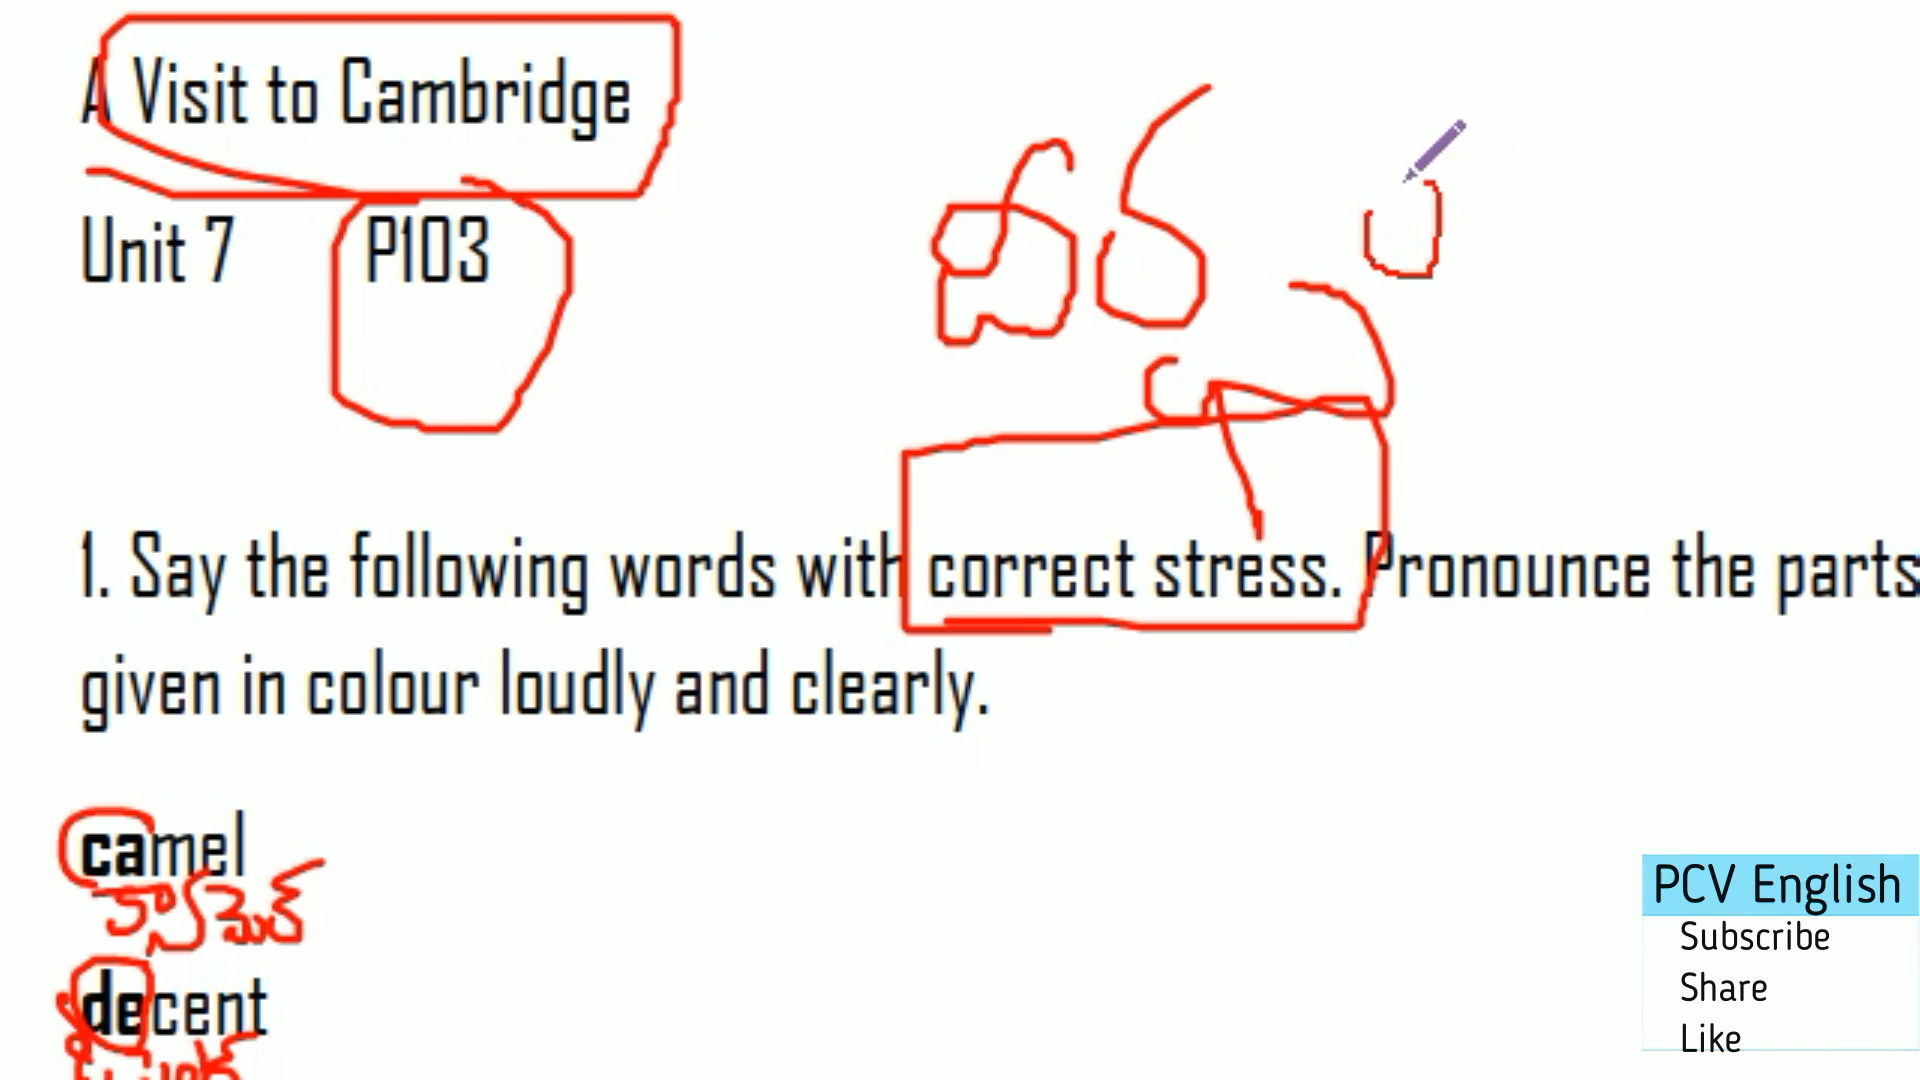 A Visit to Cambridge
Unit 7 P103
1. Say the following words with correct stress. Pronounce the parts
given in colour loudly and clearly.
camel
decent
PCV English
Subscribe
Share
Like